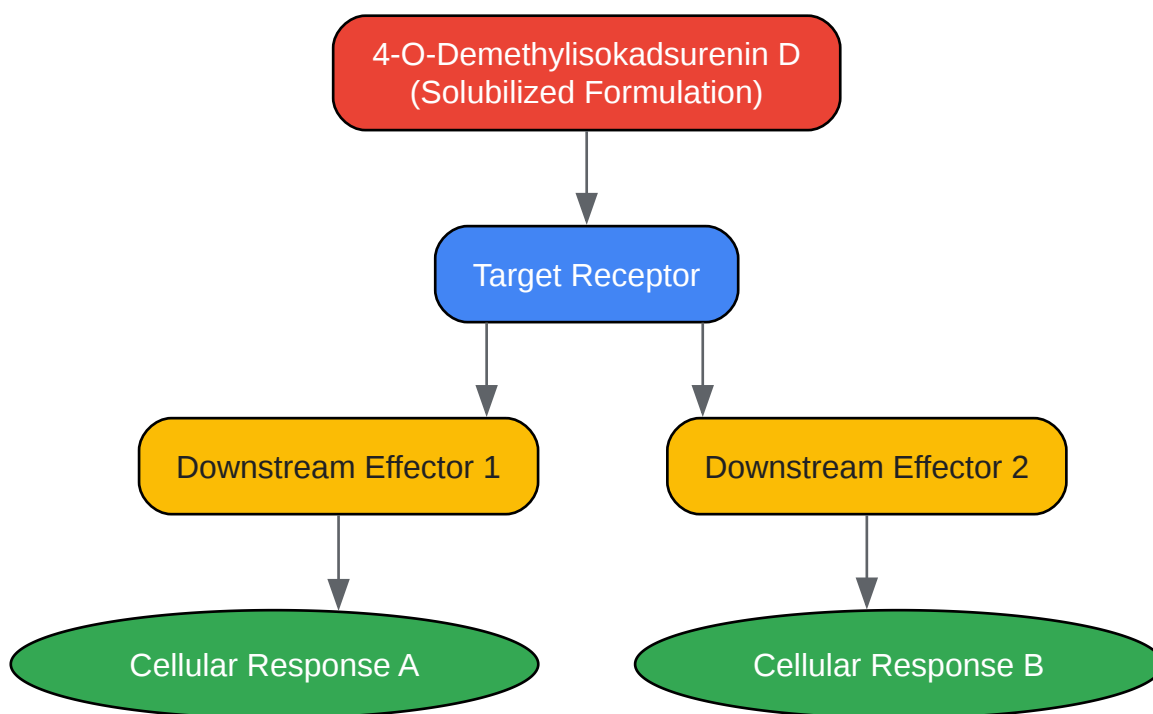 4-O-Demethylisokadsurenin D
(Solubilized Formulation)
Target Receptor
Downstream Effector 1
Downstream Effector 2
Cellular Response A
Cellular Response B